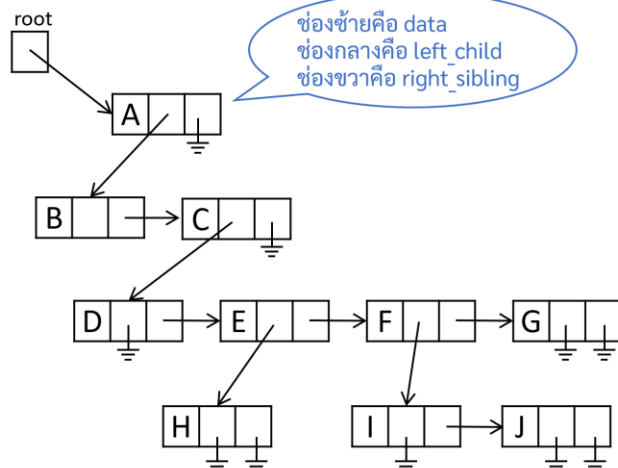 root
ช่องซ้ายคือ data
ช่องกลางคือ left_child
ช่องขวาคือ right_sibling
A
B
C
D
E
F
G
H
I
J